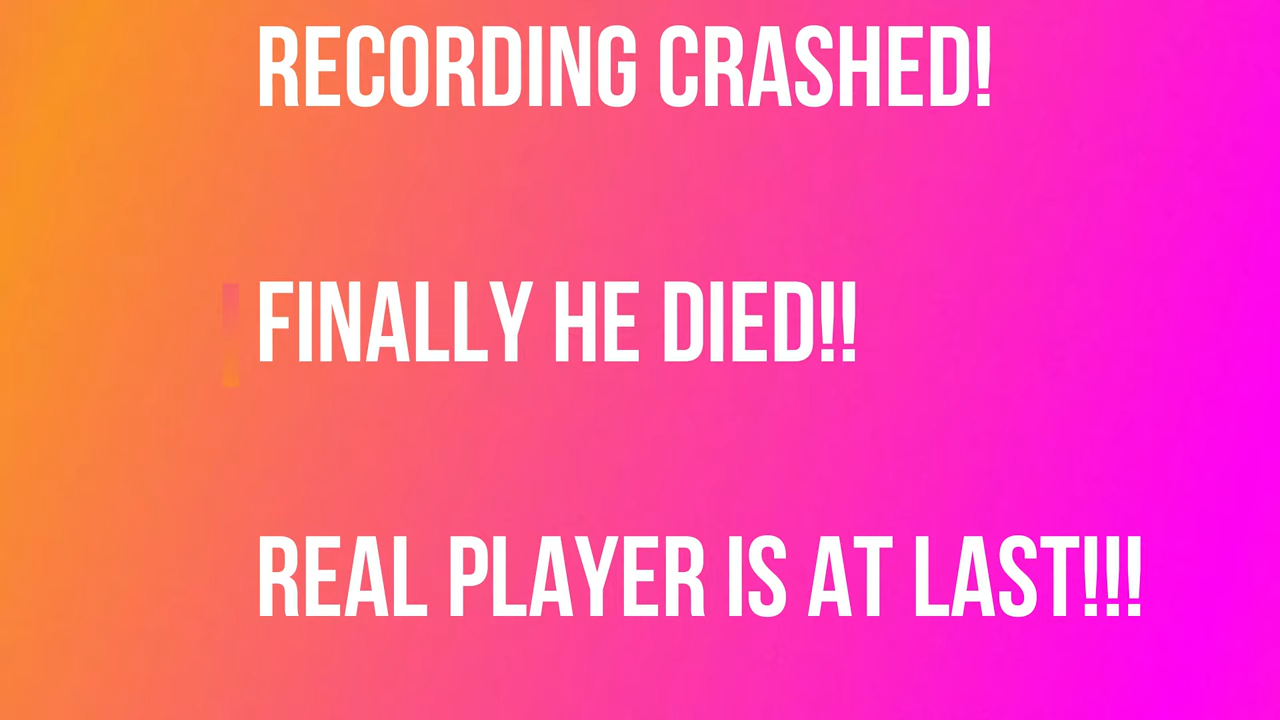 RECORDING CRASHED!
FINALLY HE DIED!!
REAL PLAYER IS AT LAST!!!